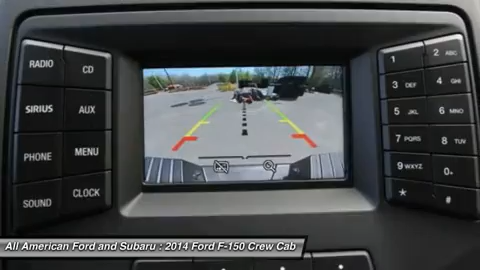 RADIO
CD
SIRIUS
AUX
PHONE
MENU
SOUND
CLOCK
1
2 ABC
3 DEF
4 GHI
5 JKL
6 MNO
7 PQRS
8 TUV
9 WXYZ
0+
*
#
All American Ford and Subaru : 2014 Ford F-150 Crew Cab